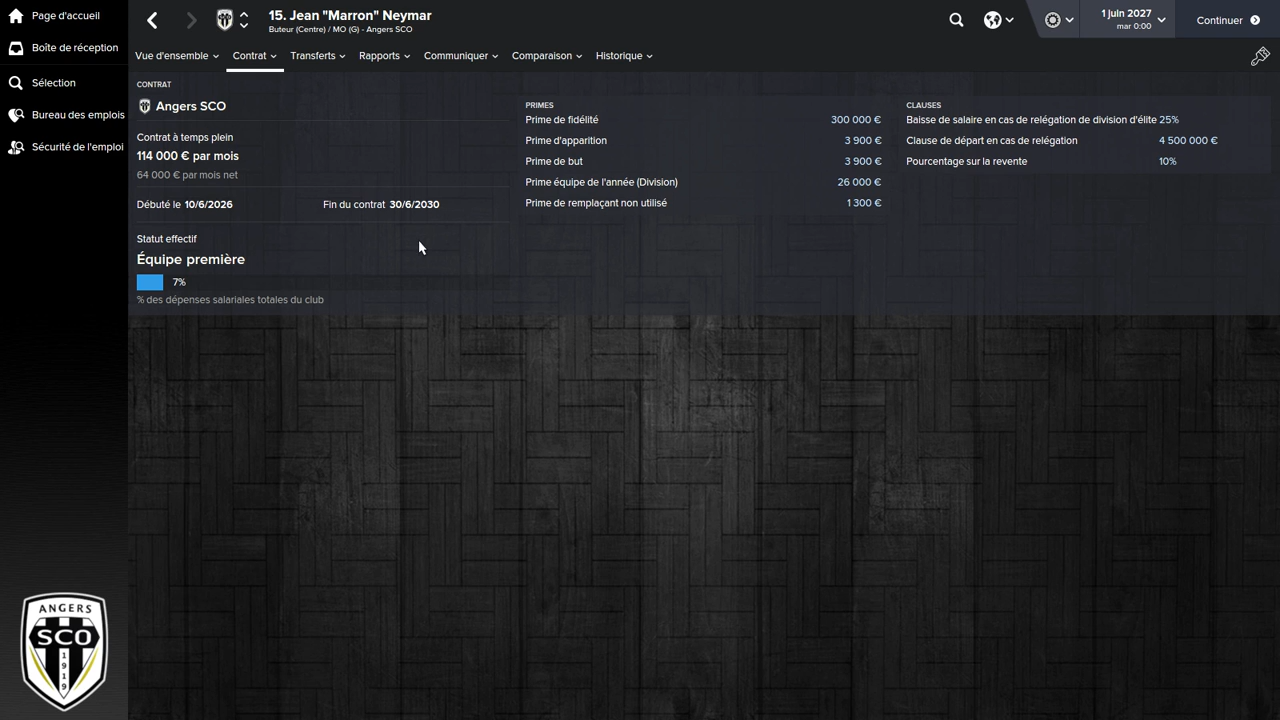 Page d'accueil
Boîte de réception
Sélection
Bureau des emplois
Sécurité de l'emploi
15. Jean "Marron" Neymar
Buteur (Centre) / MO (G) - Angers SCO
1 juin 2027
mar 0:00
Continuer
Vue d'ensemble
Contrat
Transferts
Rapports
Communiquer
Comparaison
Historique
CONTRAT
Angers SCO
Contrat à temps plein
114 000 € par mois
64 000 € par mois net
Débuté le 10/6/2026 Fin du contrat 30/6/2030
Statut effectif
Équipe première
7%
% des dépenses salariales totales du club
PRIMES
Prime de fidélité 300 000 €
Prime d'apparition 3 900 €
Prime de but 3 900 €
Prime équipe de l'année (Division) 26 000 €
Prime de remplaçant non utilisé 1 300 €
CLAUSES
Baisse de salaire en cas de relégation de division d'élite 25%
Clause de départ en cas de relégation 4 500 000 €
Pourcentage sur la revente 10%
ANGERS
SCO
1919